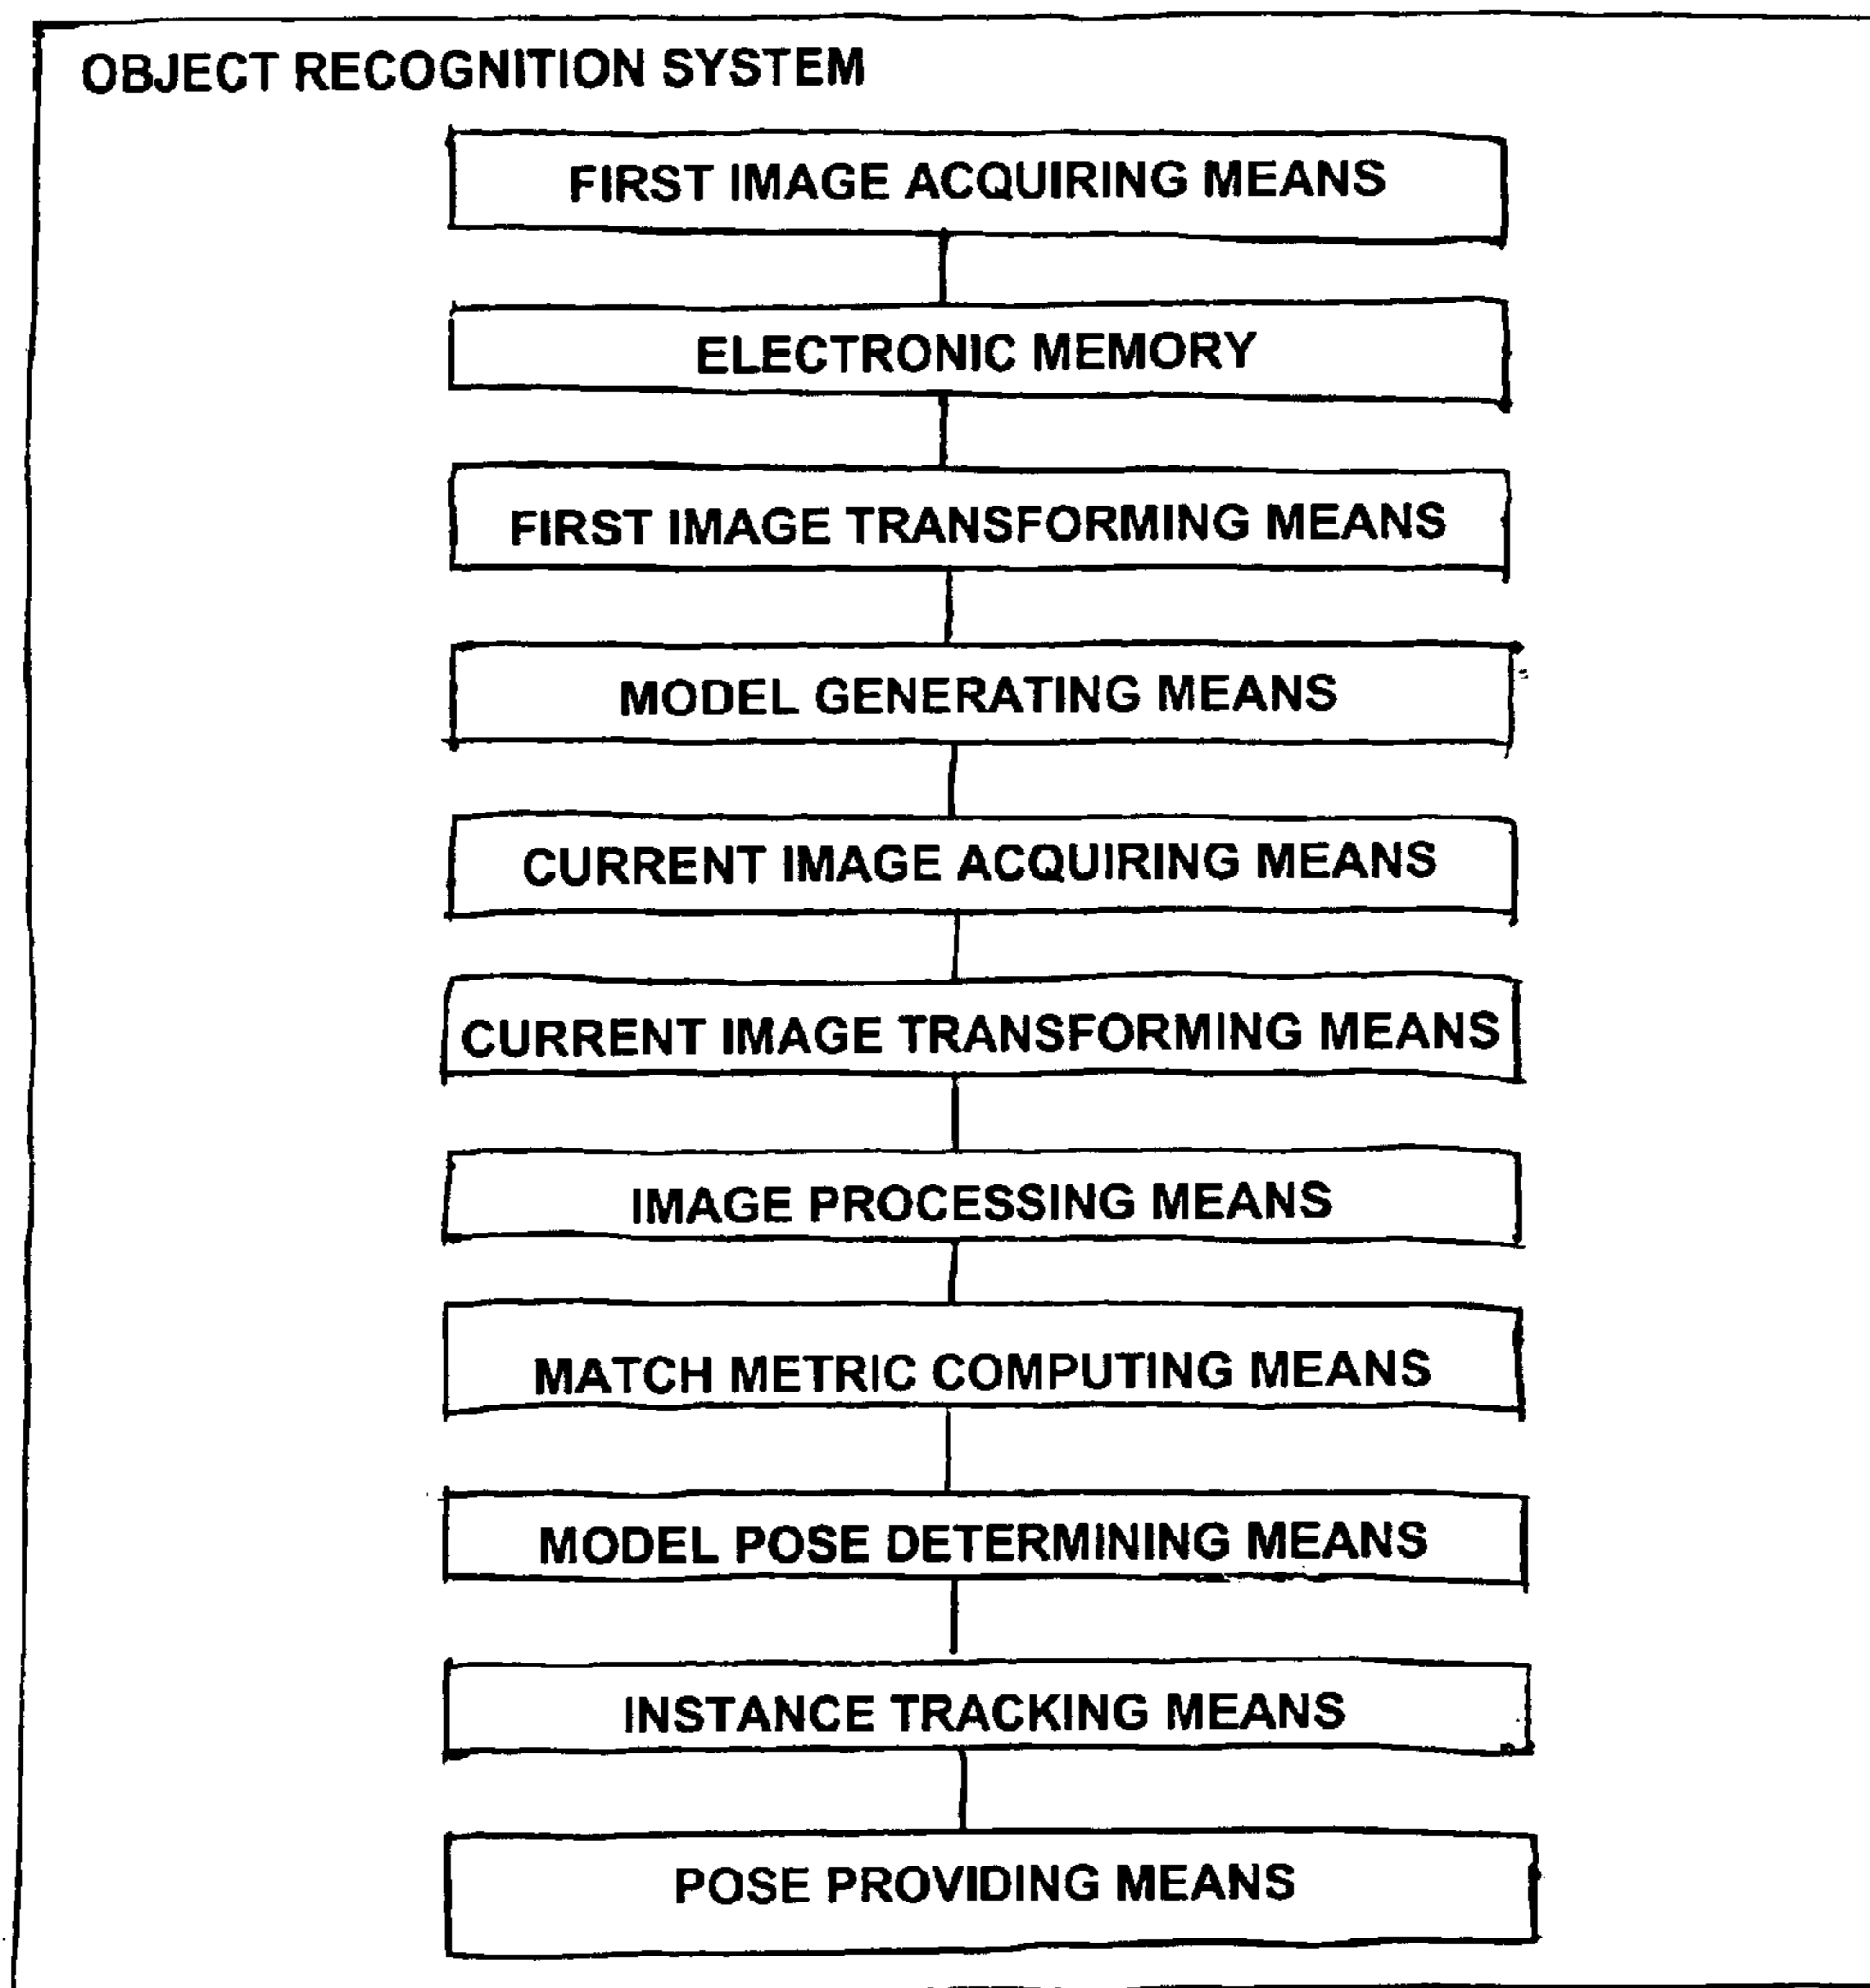 OBJECT RECOGNITION SYSTEM
FIRST IMAGE ACQUIRING MEANS
ELECTRONIC MEMORY
FIRST IMAGE TRANSFORMING MEANS
MODEL GENERATING MEANS
CURRENT IMAGE ACQUIRING MEANS
CURRENT IMAGE TRANSFORMING MEANS
IMAGE PROCESSING MEANS
MATCH METRIC COMPUTING MEANS
MODEL POSE DETERMINING MEANS
INSTANCE TRACKING MEANS
POSE PROVIDING MEANS